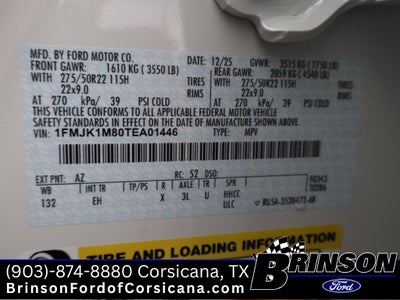 MFD. BY FORD MOTOR CO.
12/25 GVWR: 3515 KG ( 7750 LB)
FRONT GAWR: 1610 KG ( 3550 LB)
REAR GAWR: 2059 KG ( 4540 LB)
WITH 275/50R22 115H TIRES WITH 275/50R22 115H TIRES
22x9.0 RIMS 22x9.0 RIMS
AT 270 kPa/ 39 PSI COLD AT 270 kPa/ 39 PSI COLD
THIS VEHICLE CONFORMS TO ALL APPLICABLE FEDERAL MOTOR VEHICLE
SAFETY STANDARDS IN EFFECT ON THE DATE OF MANUFACTURE SHOWN ABOVE.
VIN: 1FMJK1M80TEA01446 TYPE: MPV
EXT PNT: AZ RC: 52 DSO:
WB INT TR TP/PS R AXLE TR SPR
132 EH X 3L U HHCC
ULC
TIRE AND LOADING INFORMATION
(903)-874-8880 Corsicana, TX
BrinsonFordofCorsicana.com
BRINSON
Ford